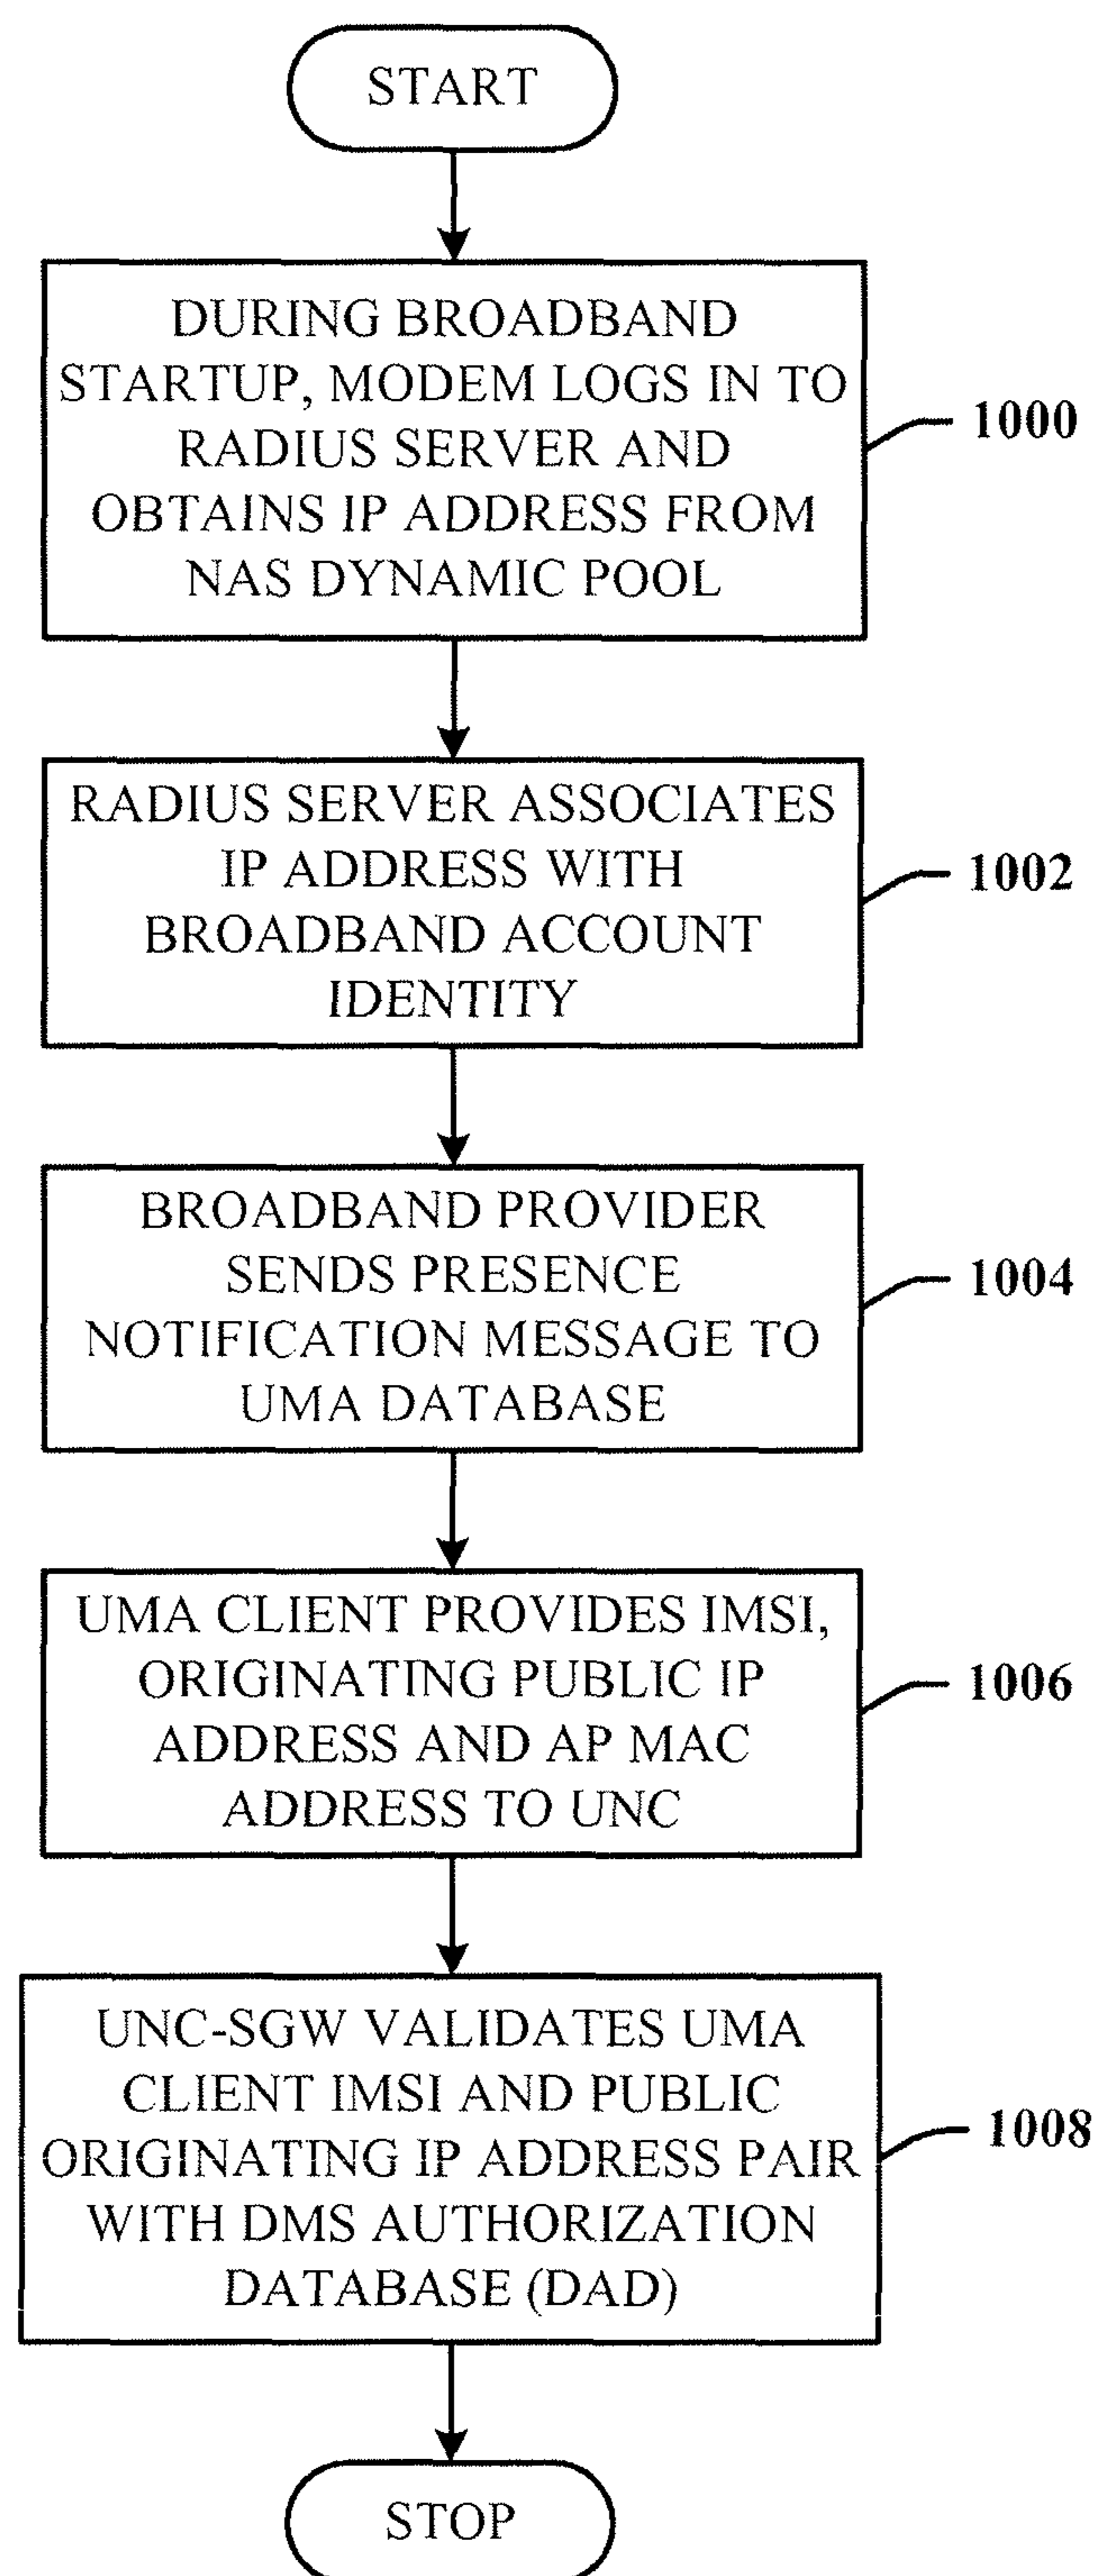 START
DURING BROADBAND
STARTUP, MODEM LOGS IN TO
RADIUS SERVER AND
OBTAINS IP ADDRESS FROM
NAS DYNAMIC POOL
1000
RADIUS SERVER ASSOCIATES
IP ADDRESS WITH
BROADBAND ACCOUNT
IDENTITY
1002
BROADBAND PROVIDER
SENDS PRESENCE
NOTIFICATION MESSAGE TO
UMA DATABASE
1004
UMA CLIENT PROVIDES IMSI,
ORIGINATING PUBLIC IP
ADDRESS AND AP MAC
ADDRESS TO UNC
1006
UNC-SGW VALIDATES UMA
CLIENT IMSI AND PUBLIC
ORIGINATING IP ADDRESS PAIR
WITH DMS AUTHORIZATION
DATABASE (DAD)
1008
STOP